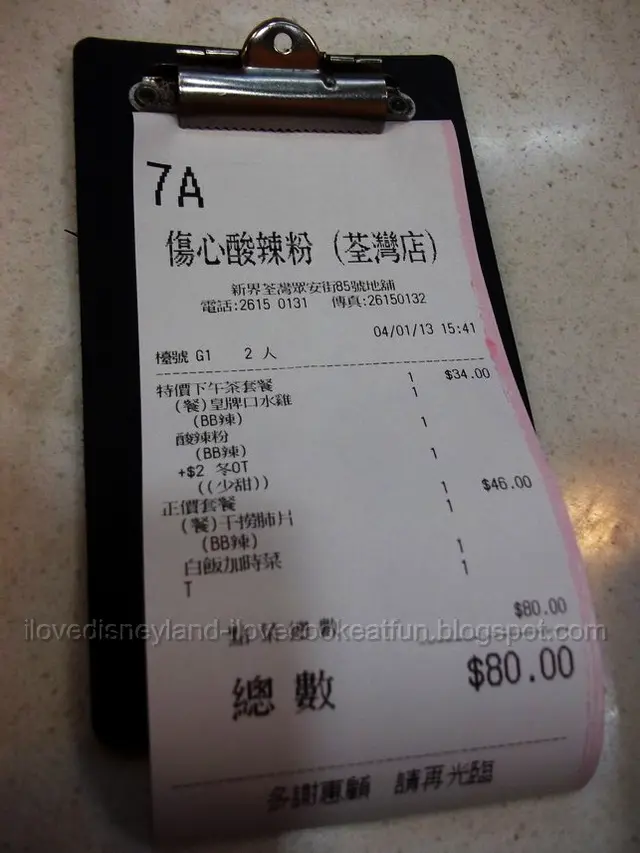 7A
傷心酸辣粉 (荃灣店)
新界荃灣眾安街85號地舖
電話:2615 0131 傳真:26150132
04/01/13 15:41
檯號 G1 2 人
特價下午茶套餐 1 $34.00
(餐)皇牌口水雞 1
(BB辣)
酸辣粉 1
(BB辣)
+$2 冬OT 1
((少甜))
正價套餐 1 $46.00
(餐)干撈肺片 1
(BB辣)
白飯加時菜 1
T 1
$80.00
ilovedisneyland-ilovecookeatfun.blogspot.com
總數 $80.00
多謝惠顧 請再光臨